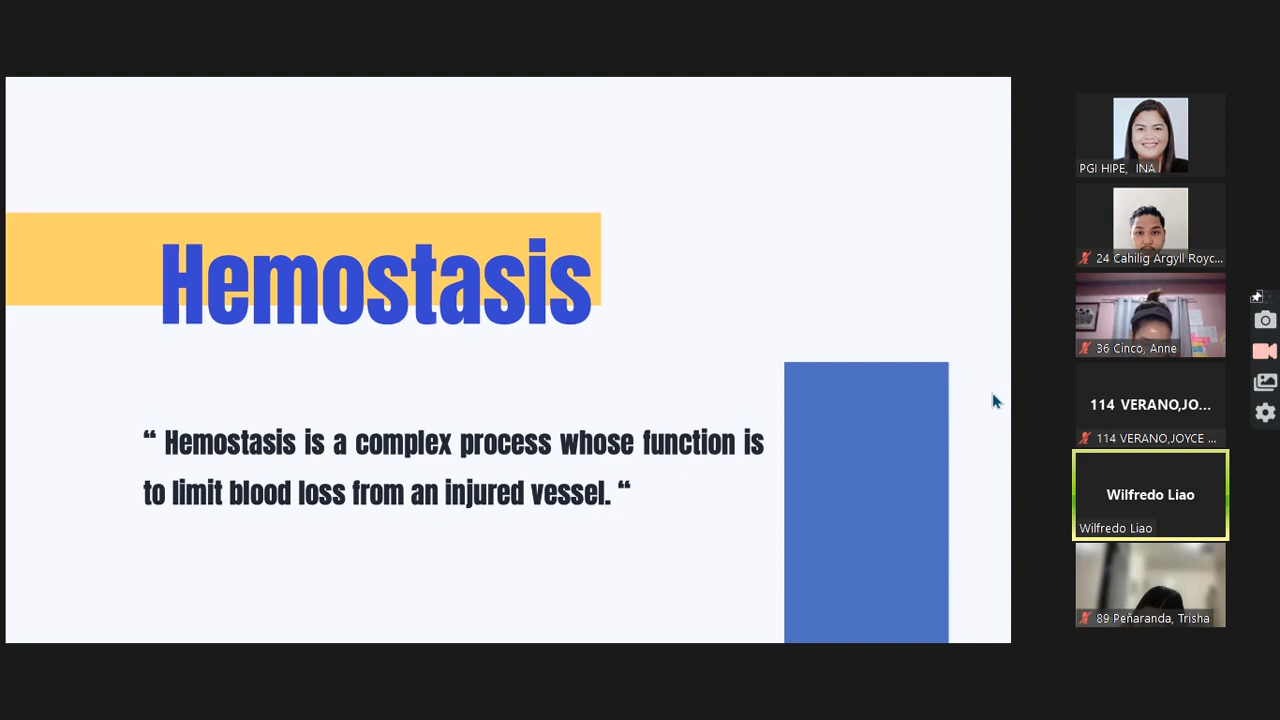 Hemostasis
“ Hemostasis is a complex process whose function is
to limit blood loss from an injured vessel. “
PGI HIPE, INA
24 Cahilig Argyll Royc...
36 Cinco, Anne
114 VERANO,JO...
114 VERANO,JOYCE ...
Wilfredo Liao
Wilfredo Liao
89 Peñaranda, Trisha